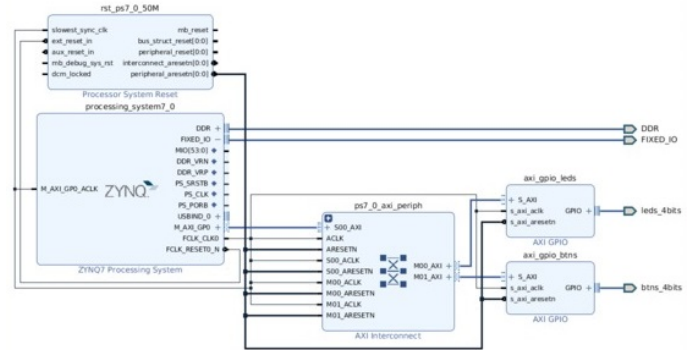 rst_ps7_0_50M
slowest_sync_clk
ext_reset_in
aux_reset_in
mb_debug_sys_rst
dcm_locked
mb_reset
bus_struct_reset[0:0]
peripheral_reset[0:0]
interconnect_aresetn[0:0]
peripheral_aresetn[0:0]
Processor System Reset
processing_system7_0
M_AXI_GP0_ACLK
ZYNQ
DDR
FIXED_IO
MIO[53:0]
DDR_VRN
DDR_VRP
PS_SRSTB
PS_CLK
PS_PORB
USBIND_0
M_AXI_GP0
FCLK_CLK0
FCLK_RESET0_N
ZYNQ7 Processing System
ps7_0_axi_periph
S00_AXI
ACLK
ARESETN
S00_ACLK
S00_ARESETN
M00_ACLK
M00_ARESETN
M01_ACLK
M01_ARESETN
M00_AXI
M01_AXI
AXI Interconnect
axi_gpio_leds
S_AXI
s_axi_aclk
s_axi_aresetn
GPIO
AXI GPIO
axi_gpio_btns
S_AXI
s_axi_aclk
s_axi_aresetn
GPIO
AXI GPIO
DDR
FIXED_IO
leds_4bits
btns_4bits